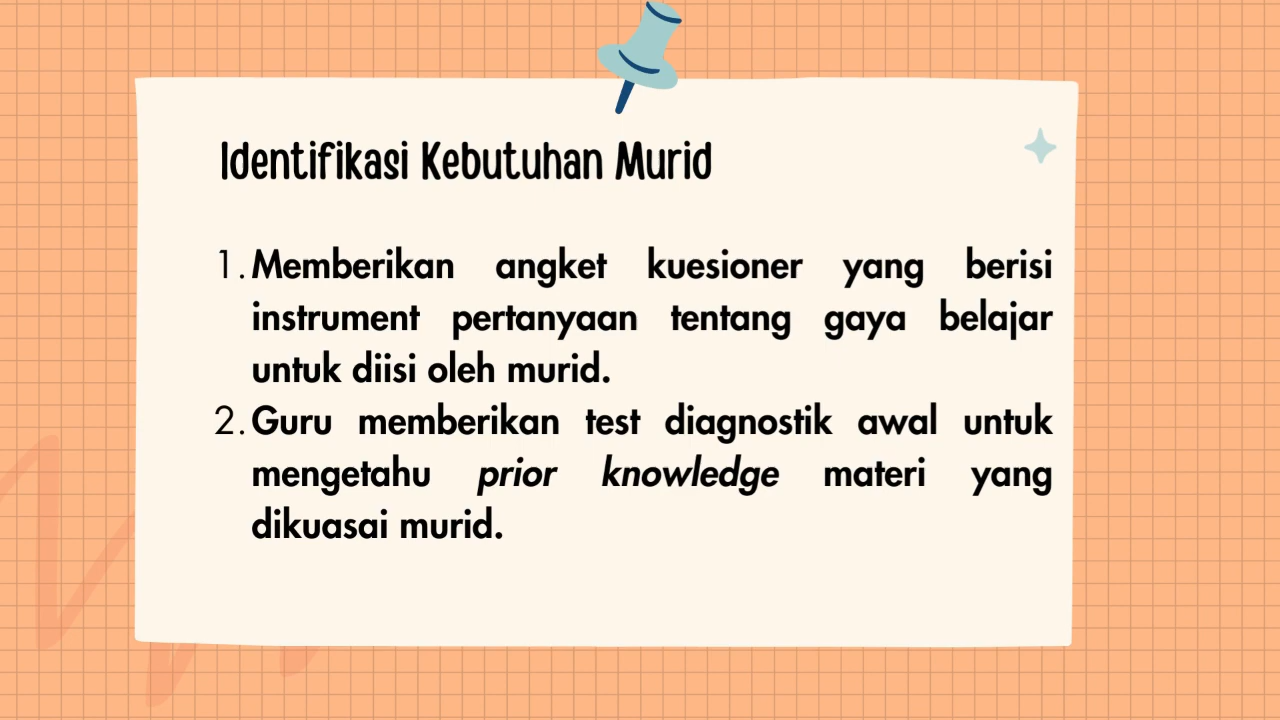 Identifikasi Kebutuhan Murid
1. Memberikan angket kuesioner yang berisi
instrument pertanyaan tentang gaya belajar
untuk diisi oleh murid.
2. Guru memberikan test diagnostik awal untuk
mengetahu prior knowledge materi yang
dikuasai murid.